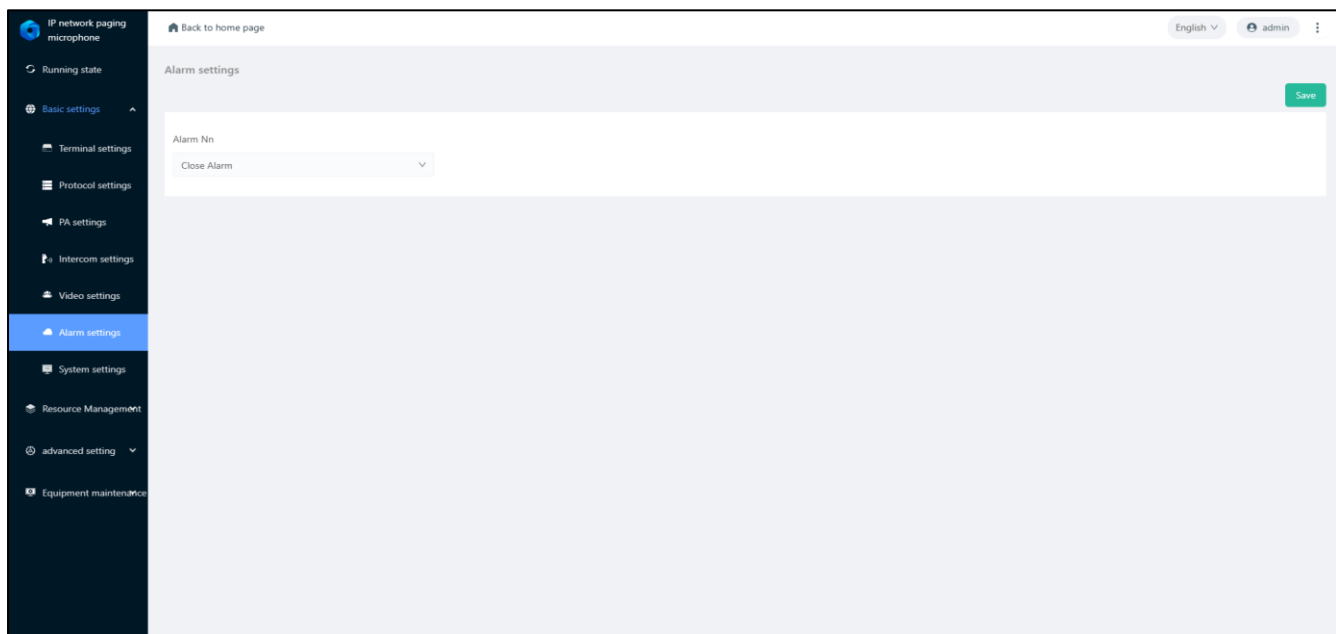 IP network paging
microphone
Back to home page
English
admin
Running state
Alarm settings
Basic settings
Save
Terminal settings
Alarm Nn
Close Alarm
Protocol settings
PA settings
Intercom settings
Video settings
Alarm settings
System settings
Resource Management
advanced setting
Equipment maintenance